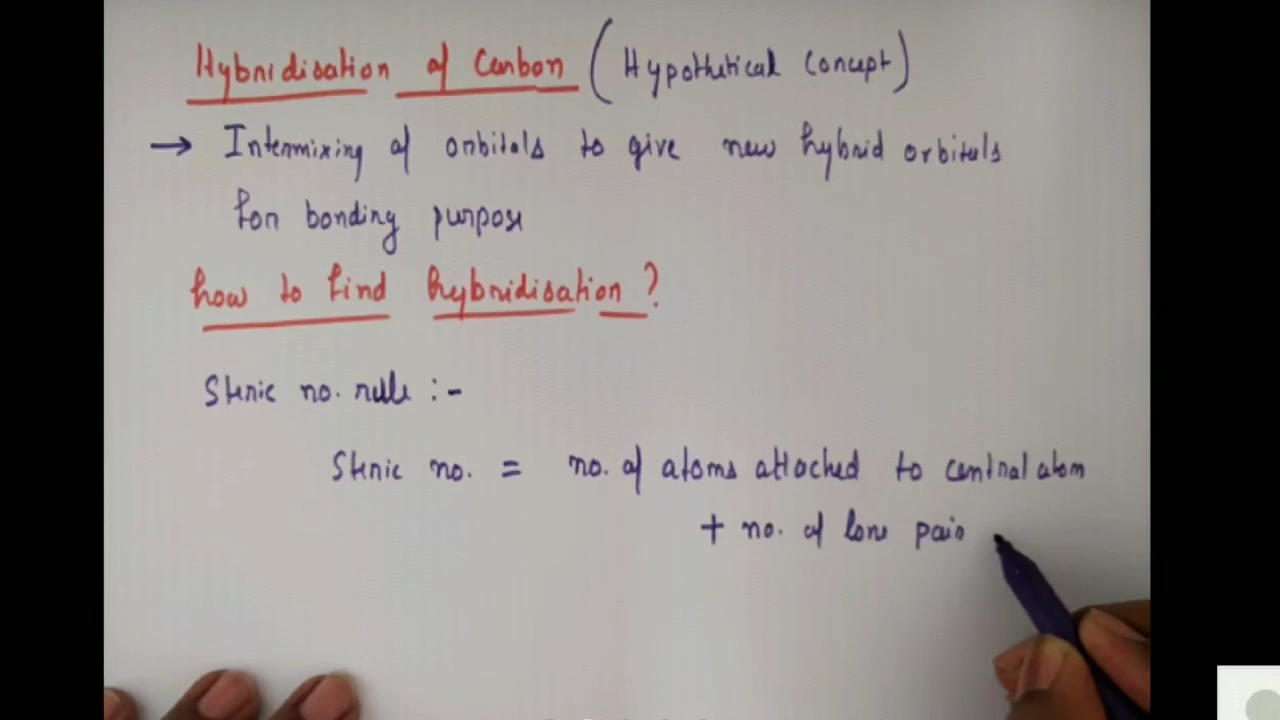 Hybridisation of Carbon (Hypothetical Concept)
→ Intermixing of orbitals to give new hybrid orbitals
for bonding purpose
how to find hybridisation ?
Steric no. rule :-
Steric no. = no. of atoms attached to central atom
+ no. of lone pair